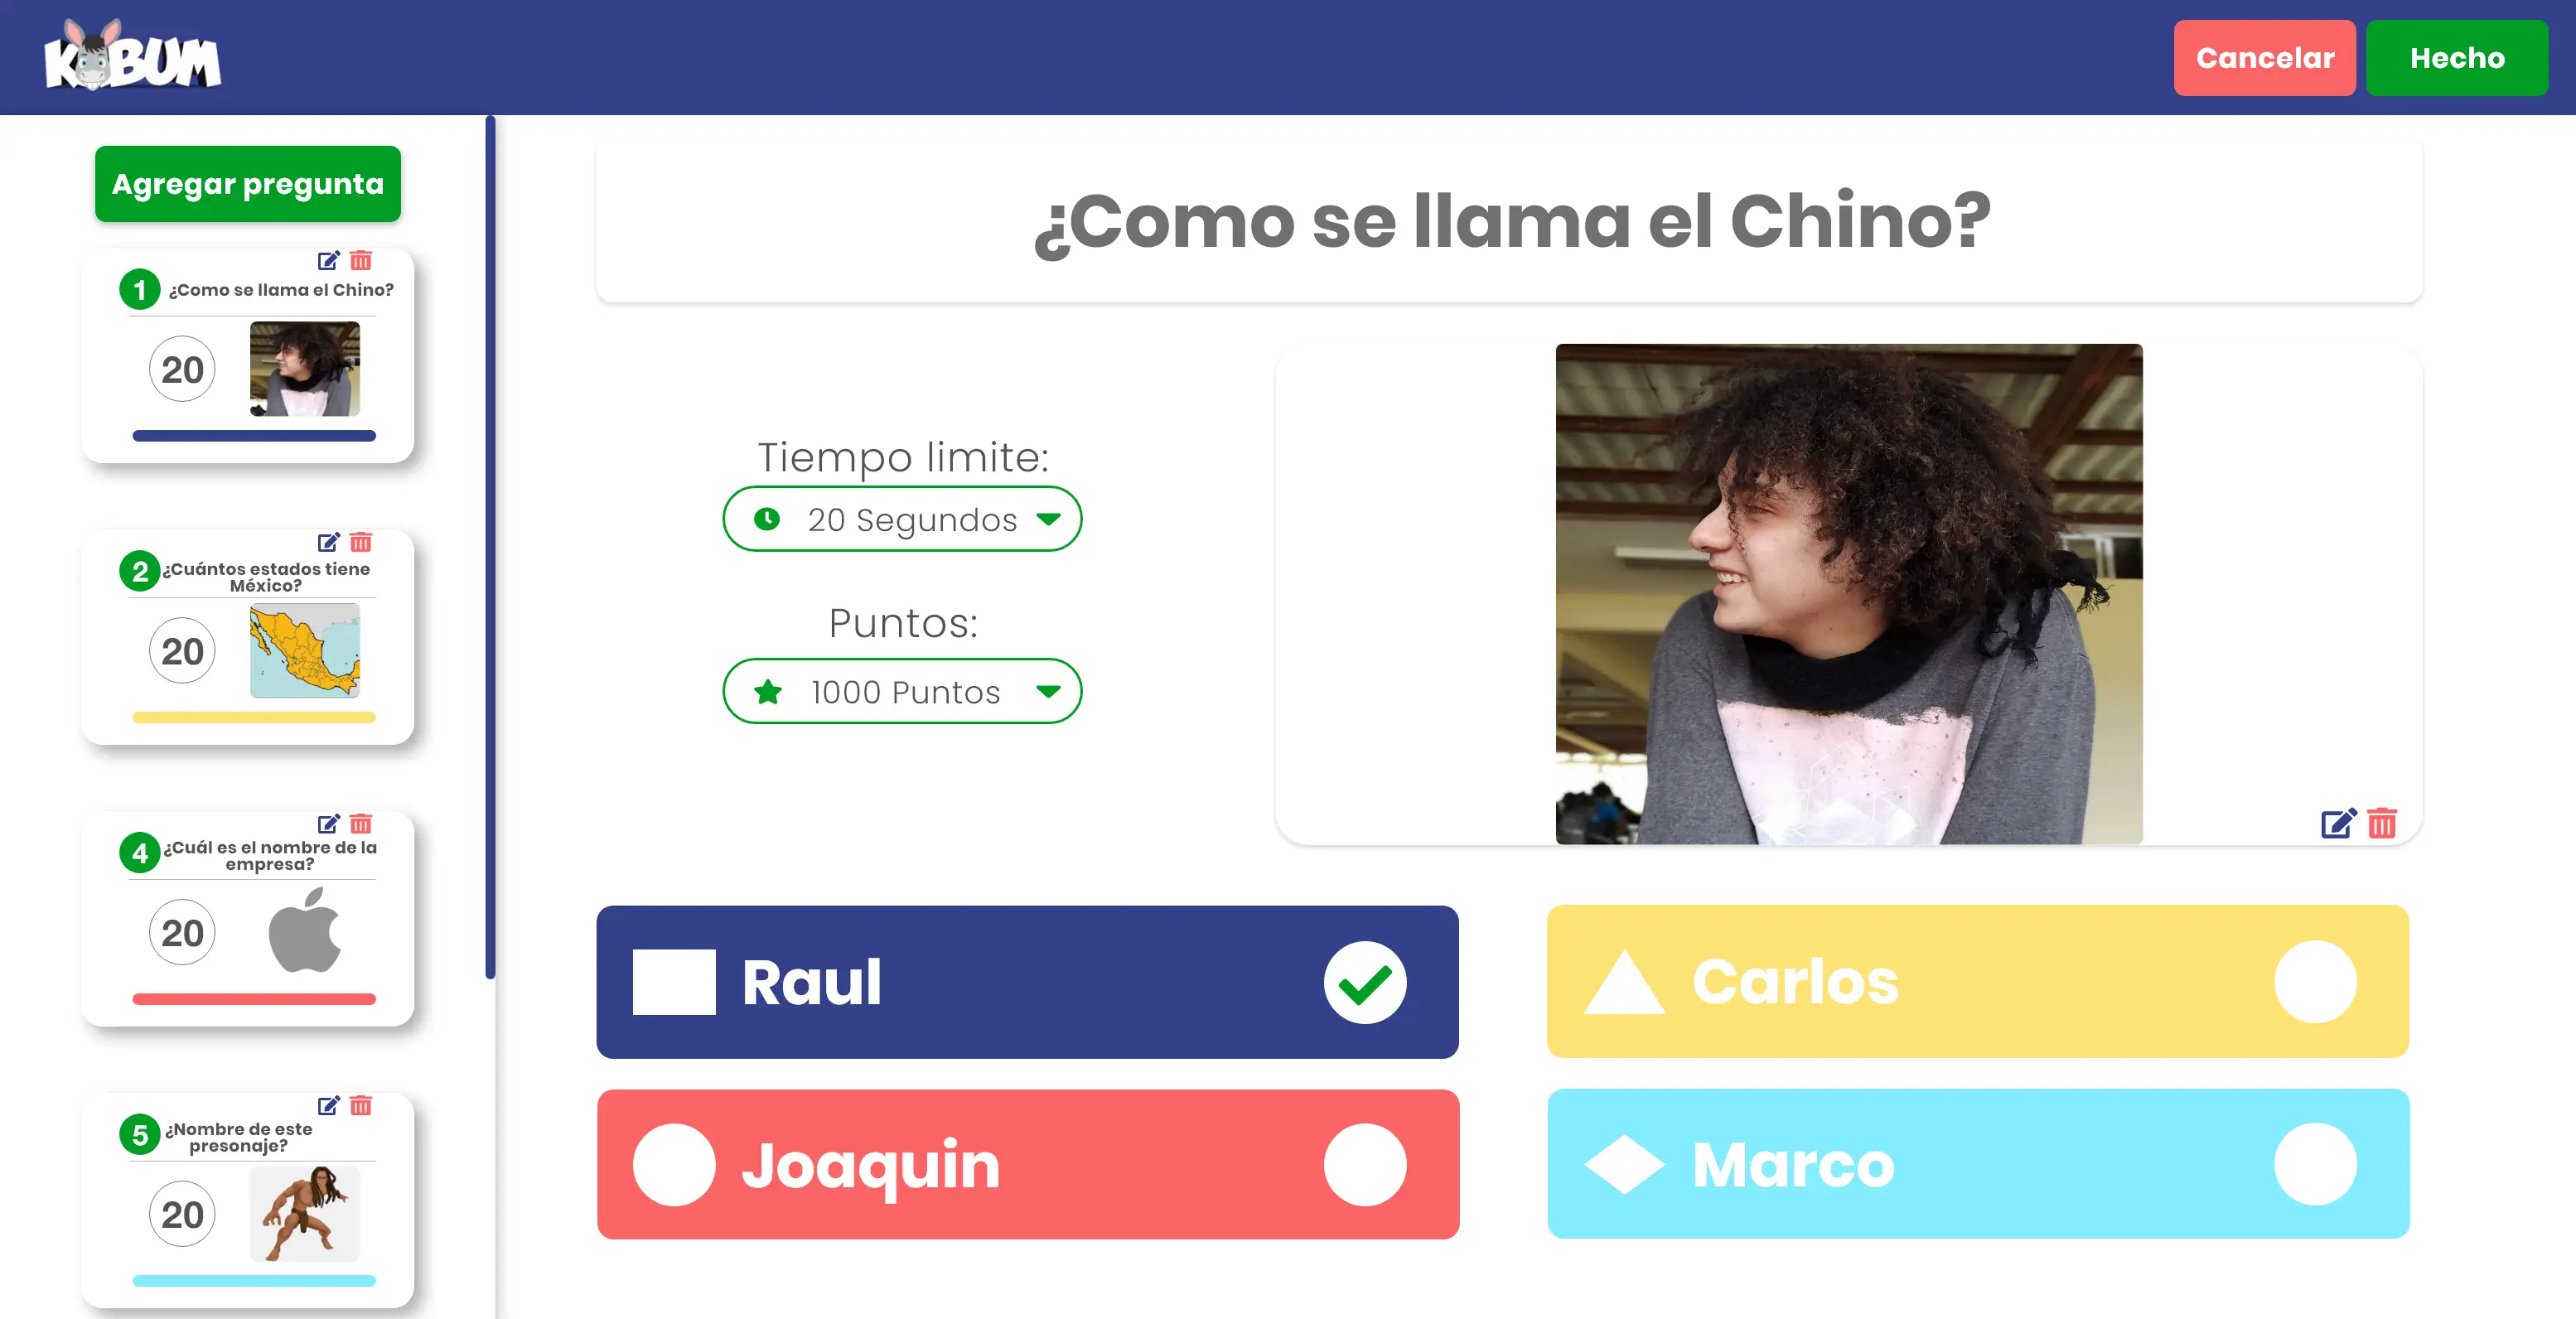 KABUM
Cancelar
Hecho
Agregar pregunta
1
¿Como se llama el Chino?
20
2
¿Cuántos estados tiene
México?
20
4
¿Cuál es el nombre de la
empresa?
20
5
¿Nombre de este
presonaje?
20
¿Como se llama el Chino?
Tiempo limite:
20 Segundos
Puntos:
1000 Puntos
Raul
Carlos
Joaquin
Marco